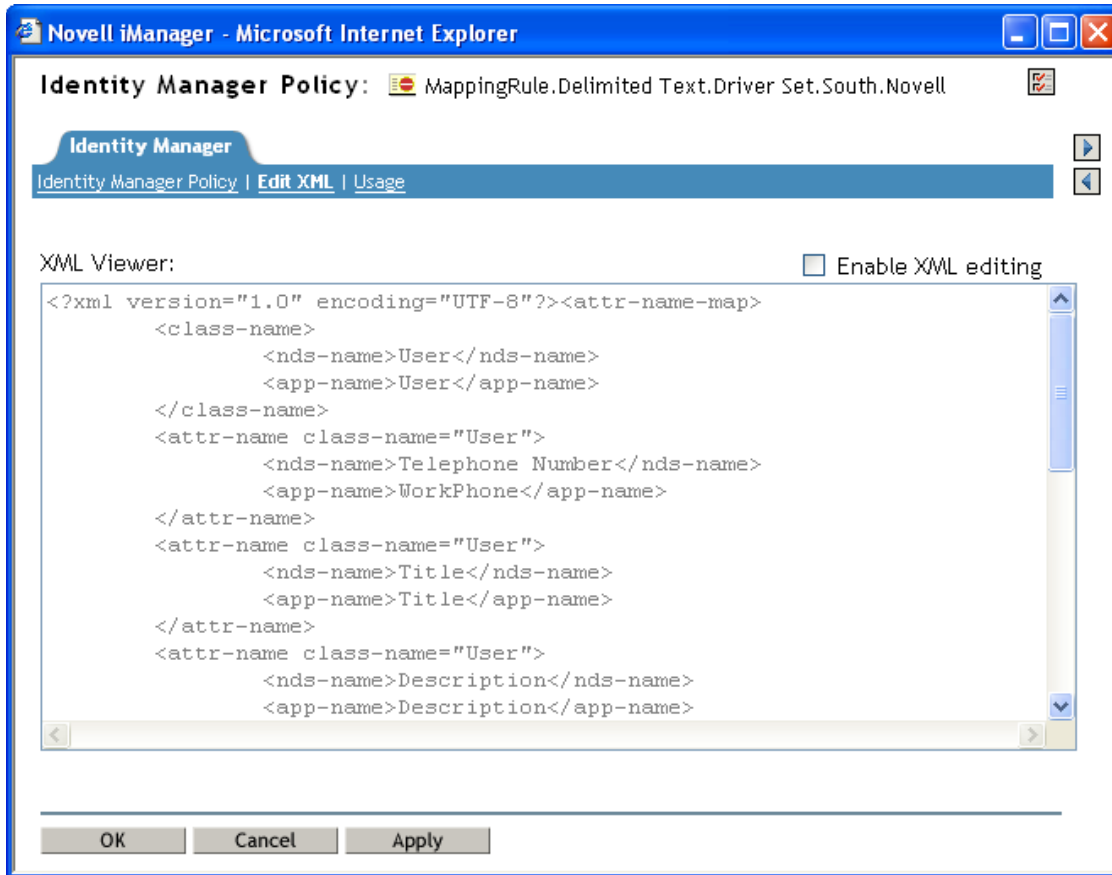 Novell iManager - Microsoft Internet Explorer
Identity Manager Policy: MappingRule.Delimited Text.Driver Set.South.Novell
Identity Manager
Identity Manager Policy | Edit XML | Usage
XML Viewer: Enable XML editing
<?xml version="1.0" encoding="UTF-8"?><attr-name-map>
<class-name>
<nds-name>User</nds-name>
<app-name>User</app-name>
</class-name>
<attr-name class-name="User">
<nds-name>Telephone Number</nds-name>
<app-name>WorkPhone</app-name>
</attr-name>
<attr-name class-name="User">
<nds-name>Title</nds-name>
<app-name>Title</app-name>
</attr-name>
<attr-name class-name="User">
<nds-name>Description</nds-name>
<app-name>Description</app-name>
OK Cancel Apply